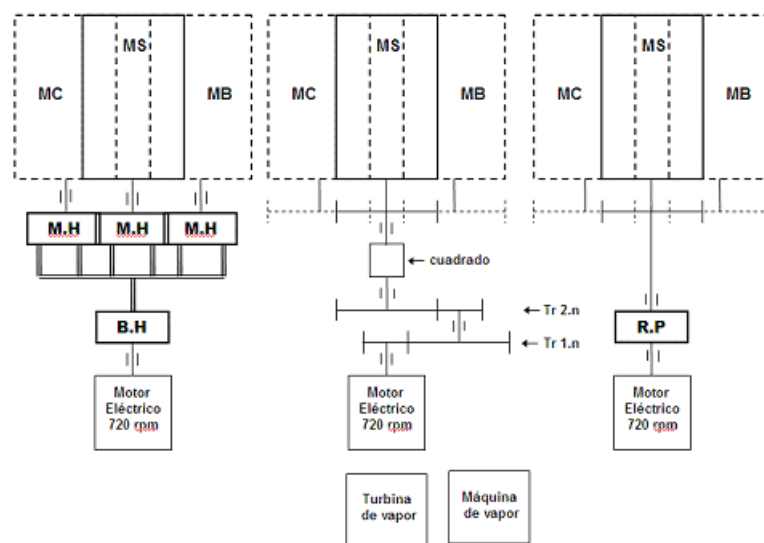 MS
MC
MB
M.H
M.H
M.H
B.H
Motor
Eléctrico
720 rpm
MS
MC
MB
cuadrado
Tr 2.n
Tr 1.n
Motor
Eléctrico
720 rpm
Turbina
de vapor
Máquina
de vapor
MS
MC
MB
R.P
Motor
Eléctrico
720 rpm